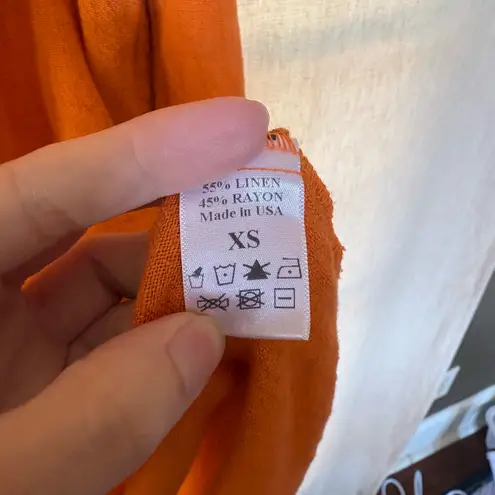 55% LINEN
45% RAYON
Made in USA
XS